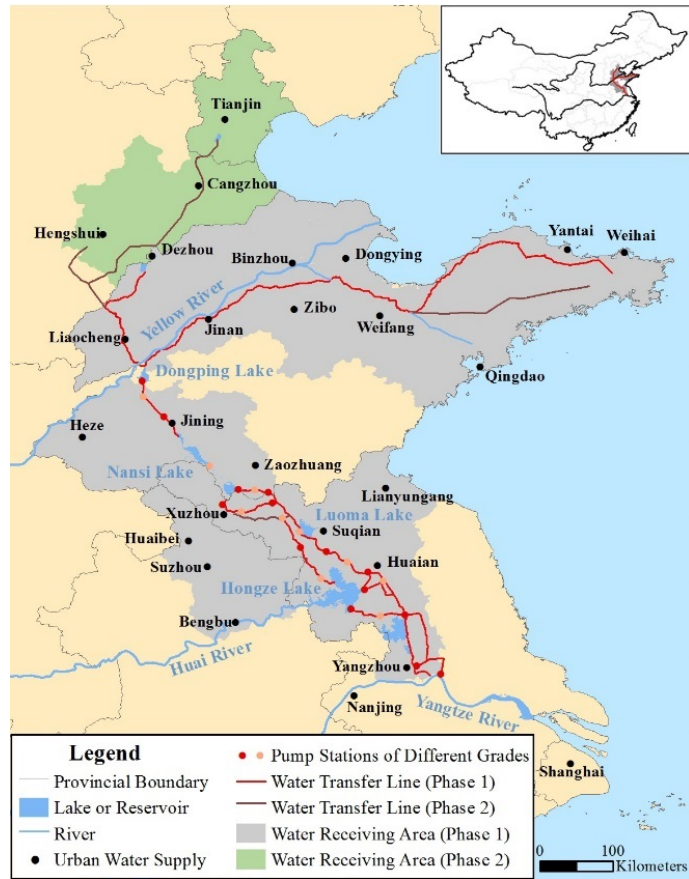 Tianjin
Cangzhou
Hengshui
Dezhou
Yantai
Weihai
Binzhou
Dongying
Yellow River
Zibo
Jinan
Weifang
Liaocheng
Qingdao
Dongping Lake
Jining
Heze
Zaozhuang
Nansi Lake
Lianyungang
Xuzhou
Luoma Lake
Suqian
Huaibei
Suzhou
Huaian
Hongze Lake
Bengbu
Huai River
Yangzhou
Nanjing
Yangtze River
Shanghai
Legend
Provincial Boundary
Lake or Reservoir
River
Urban Water Supply
Pump Stations of Different Grades
Water Transfer Line (Phase 1)
Water Transfer Line (Phase 2)
Water Receiving Area (Phase 1)
Water Receiving Area (Phase 2)
0 50 100
Kilometers